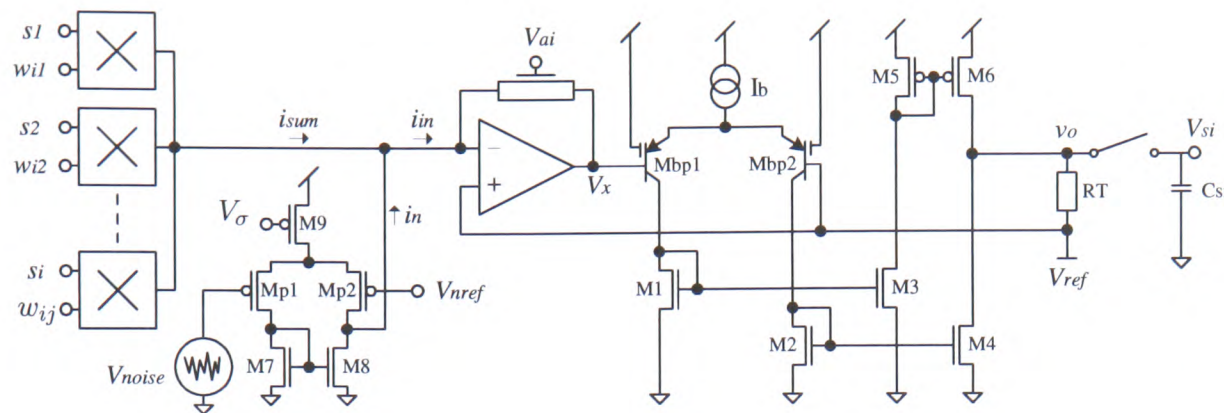 s1
wi1
s2
wi2
si
wij
isum
iin
in
Vσ
M9
Mp1
Mp2
Vnref
M7
M8
Vnoise
Vai
−
+
Vx
Mbp1
Ib
Mbp2
M1
M2
M3
M4
M5
M6
vo
RT
Vref
Vsi
Cs